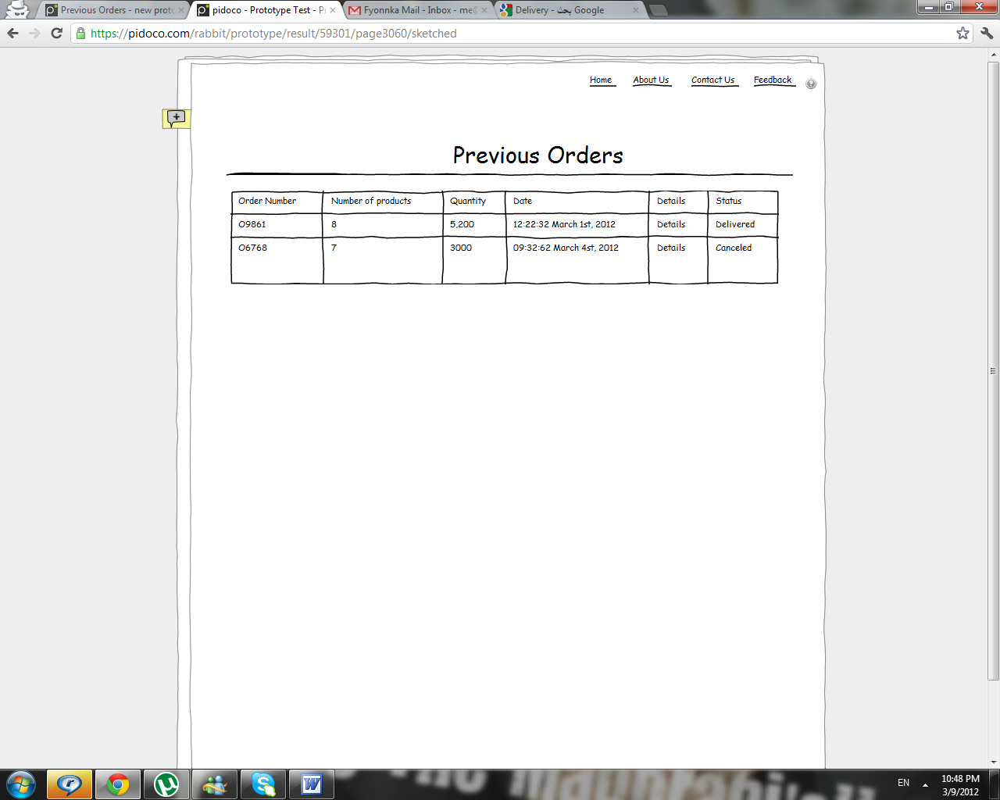 Previous Orders - new proto
pidoco - Prototype Test - P
Fyonnka Mail - Inbox - me@
Delivery - بحث Google
https://pidoco.com/rabbit/prototype/result/59301/page3060/sketched
Home About Us Contact Us Feedback
Previous Orders
Order Number Number of products Quantity Date Details Status
O9861 8 5,200 12:22:32 March 1st, 2012 Details Delivered
O6768 7 3000 09:32:62 March 4st, 2012 Details Canceled
EN
10:48 PM
3/9/2012